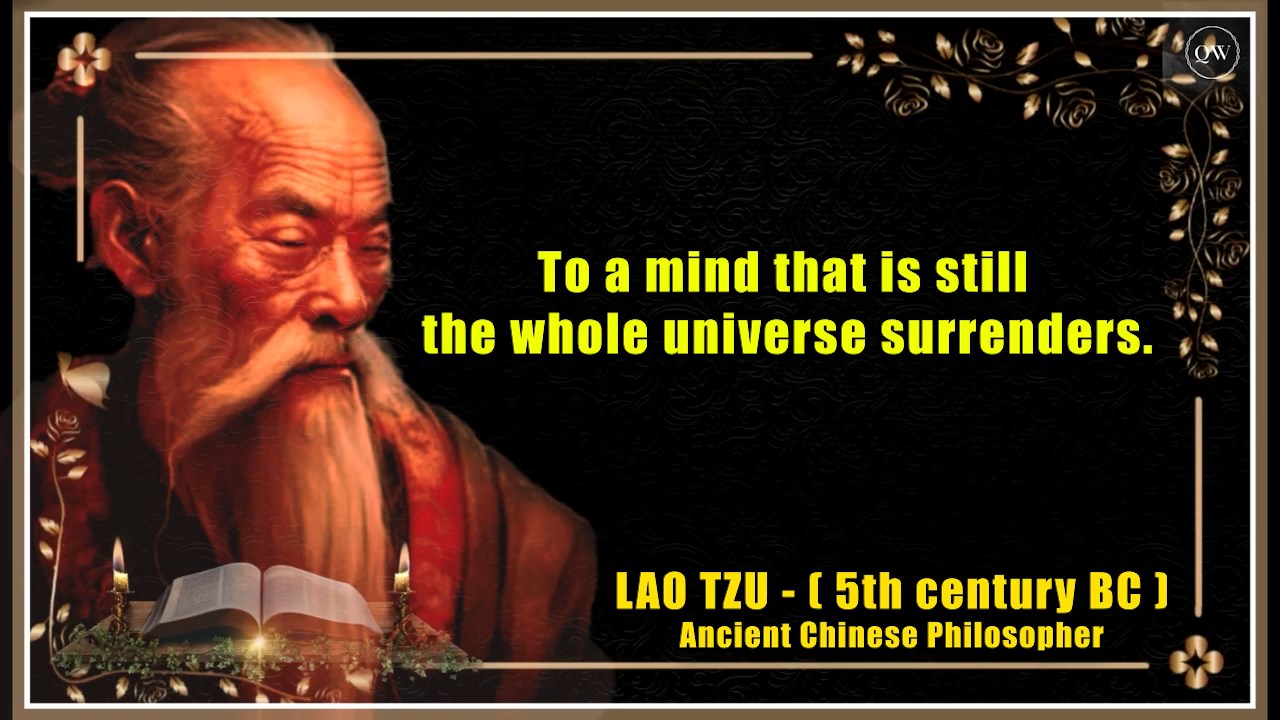 QW
To a mind that is still
the whole universe surrenders.
LAO TZU - ( 5th century BC )
Ancient Chinese Philosopher